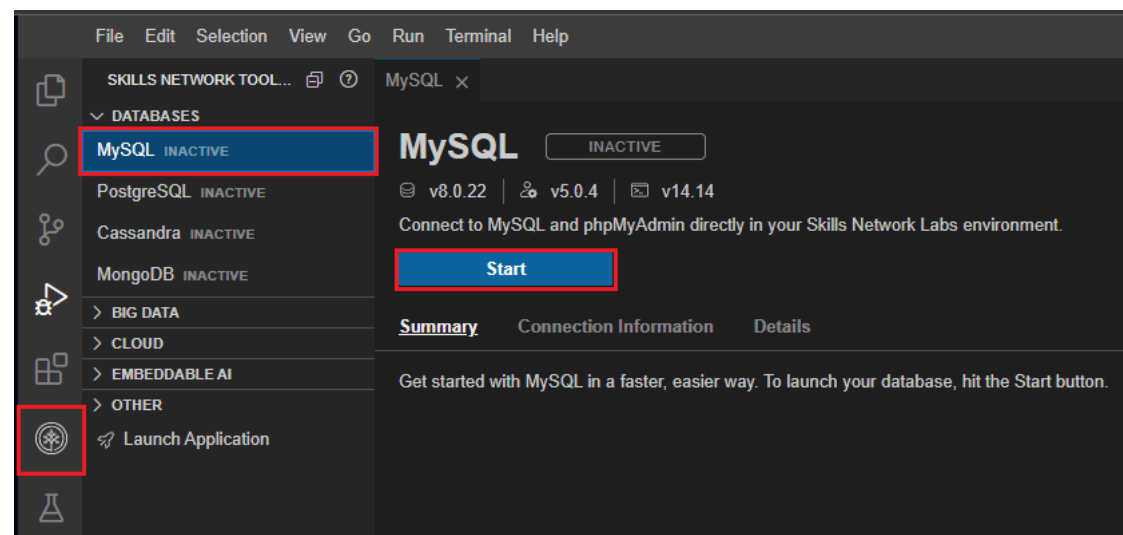 File Edit Selection View Go Run Terminal Help
SKILLS NETWORK TOOL...
DATABASES
MySQL INACTIVE
PostgreSQL INACTIVE
Cassandra INACTIVE
MongoDB INACTIVE
BIG DATA
CLOUD
EMBEDDABLE AI
OTHER
Launch Application
MySQL
MySQL INACTIVE
v8.0.22 v5.0.4 v14.14
Connect to MySQL and phpMyAdmin directly in your Skills Network Labs environment.
Start
Summary Connection Information Details
Get started with MySQL in a faster, easier way. To launch your database, hit the Start button.